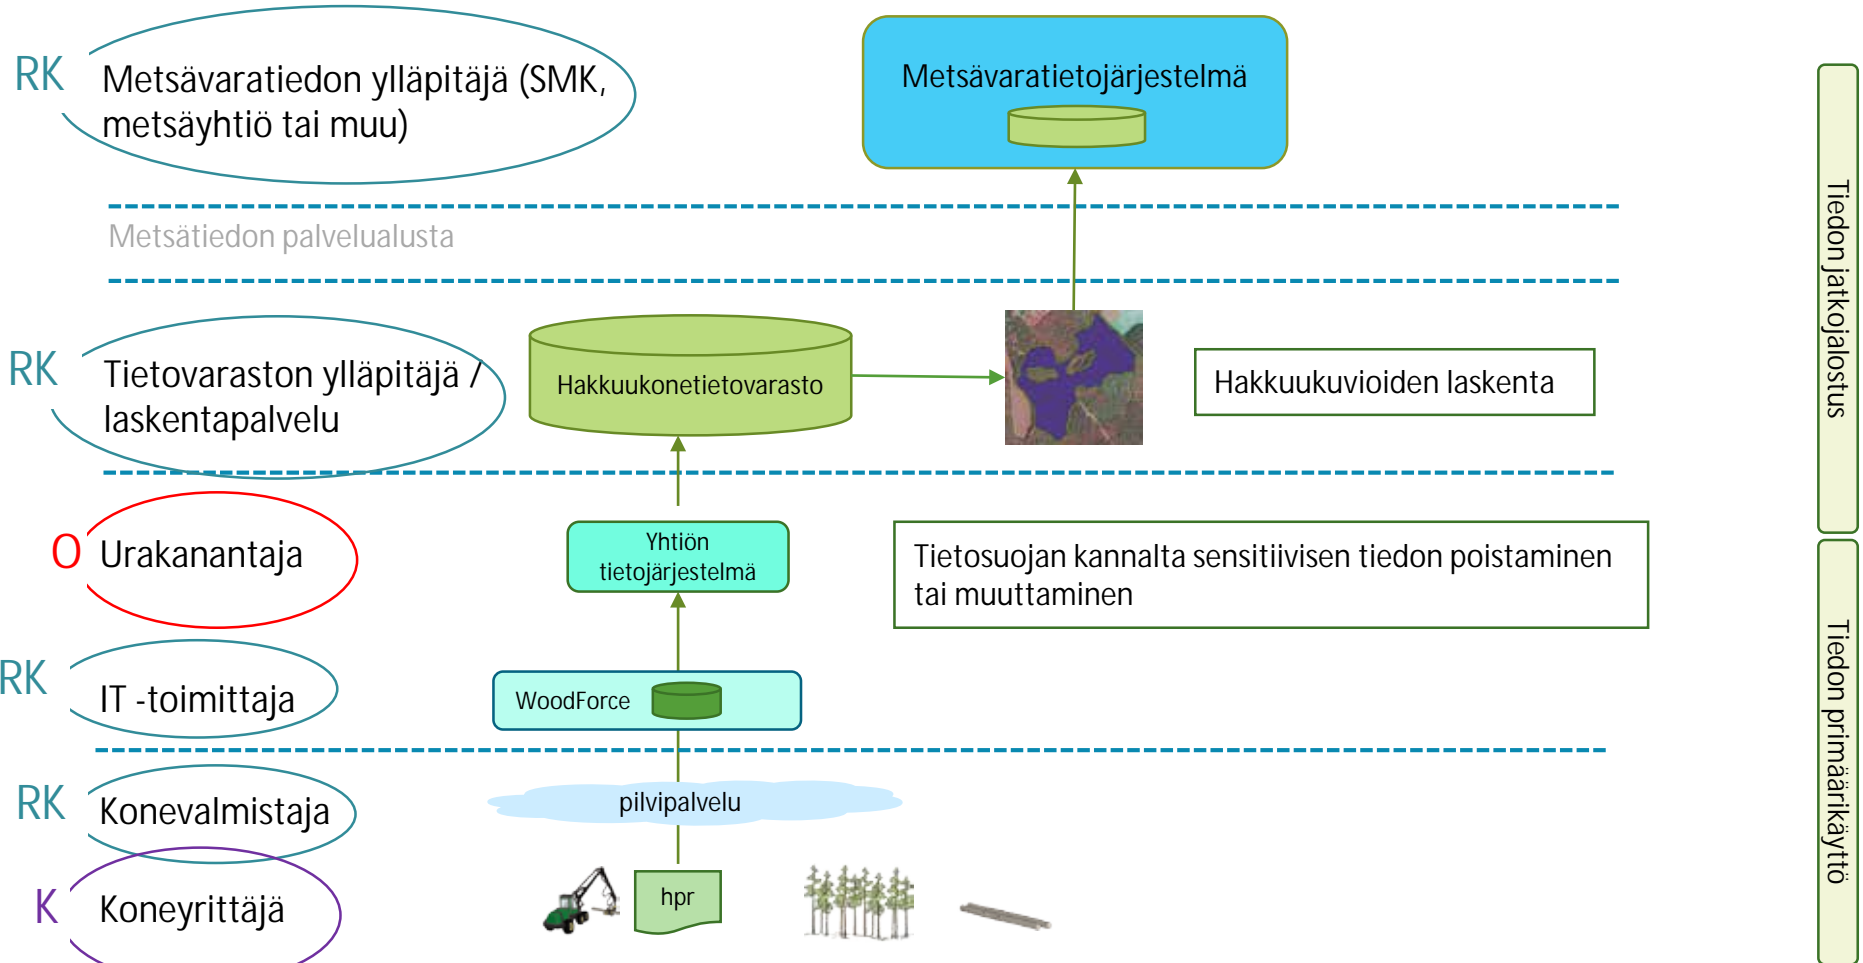 RK
Metsävaratiedon ylläpitäjä (SMK,
metsäyhtiö tai muu)
Metsävaratietojärjestelmä
Metsätiedon palvelualusta
RK
Tietovaraston ylläpitäjä /
laskentapalvelu
Hakkuukonetietovarasto
Hakkuukuvioiden laskenta
Tiedon jatkojalostus
O
Urakanantaja
Yhtiön
tietojärjestelmä
Tietosuojan kannalta sensitiivisen tiedon poistaminen
tai muuttaminen
RK
IT -toimittaja
WoodForce
Tiedon primäärikäyttö
RK
Konevalmistaja
pilvipalvelu
K
Koneyrittäjä
hpr